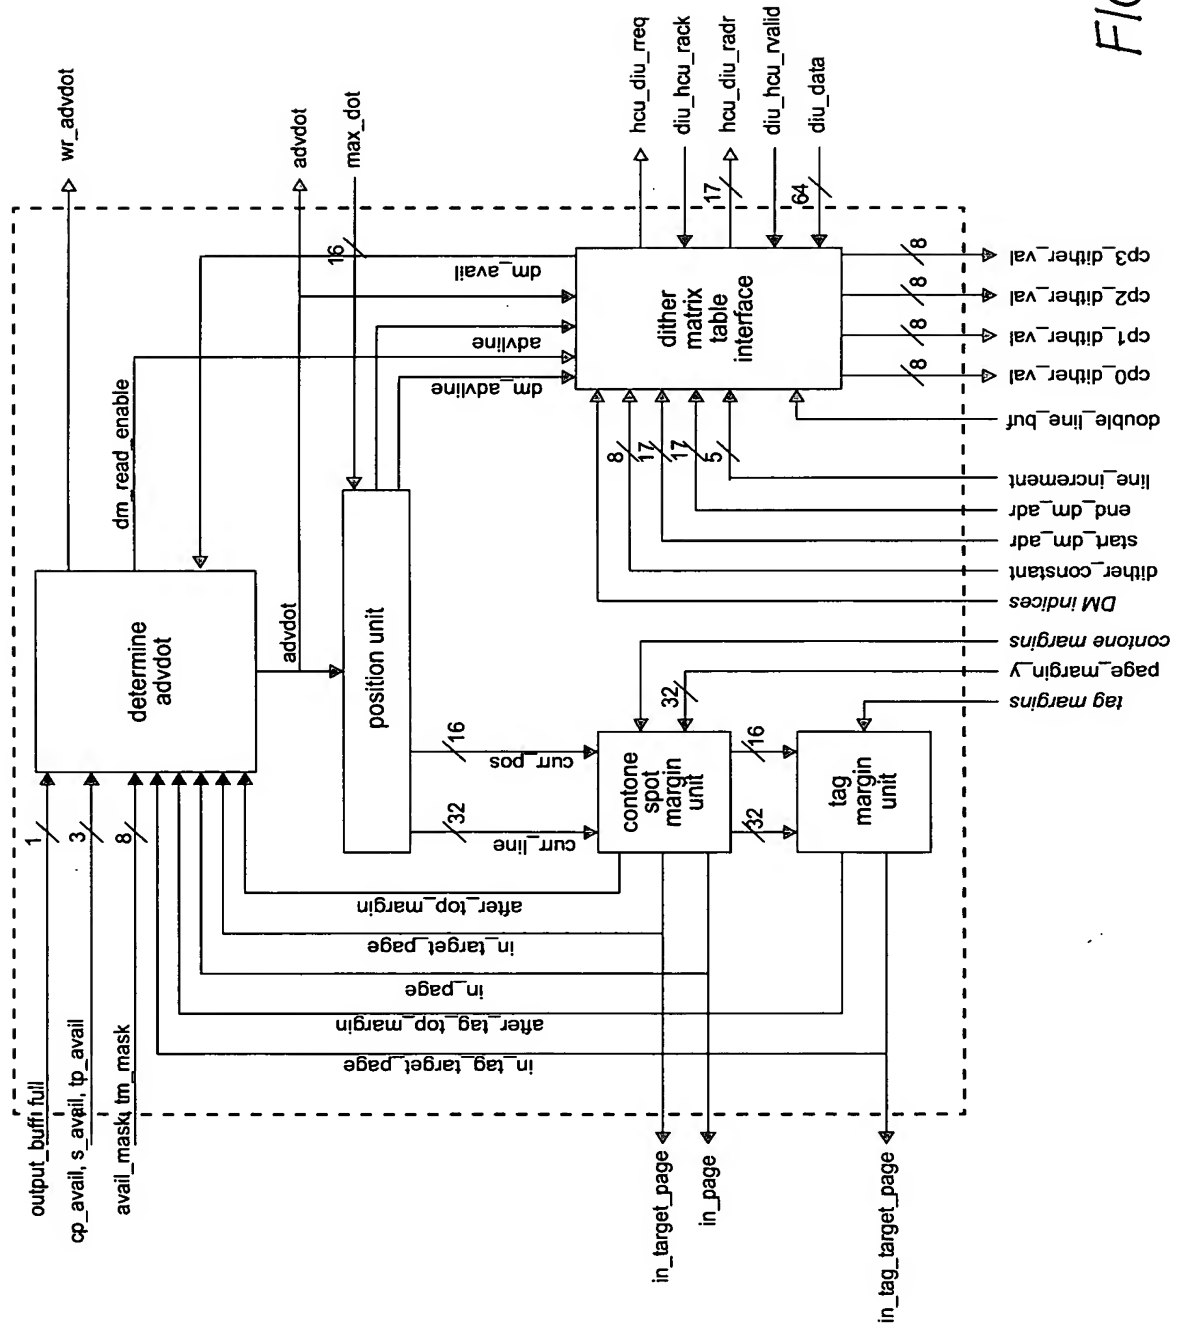 FIG
wr_advdot
advdot
max_dot
hcu_diu_rreq
diu_hcu_rack
hcu_diu_radr
diu_hcu_rvalid
diu_data
17
64
16
dm_avail
advline
dm_advline
dm_read_enable
determine
advdot
advdot
position unit
dither
matrix
table
interface
8
8
8
8
cp3_dither_val
cp2_dither_val
cp1_dither_val
cp0_dither_val
double_line_buf
line_increment
end_dm_adr
start_dm_adr
dither_constant
DM indices
contone margins
page_margin_y
tag margins
8
17
17
5
32
16
curr_pos
32
curr_line
contone
spot
margin
unit
16
32
tag
margin
unit
1
3
8
output_buff full
cp_avail, s_avail, tp_avail
avail_mask, tm_mask
after_top_margin
in_target_page
in_page
after_tag_top_margin
in_tag_target_page
in_target_page
in_page
in_tag_target_page